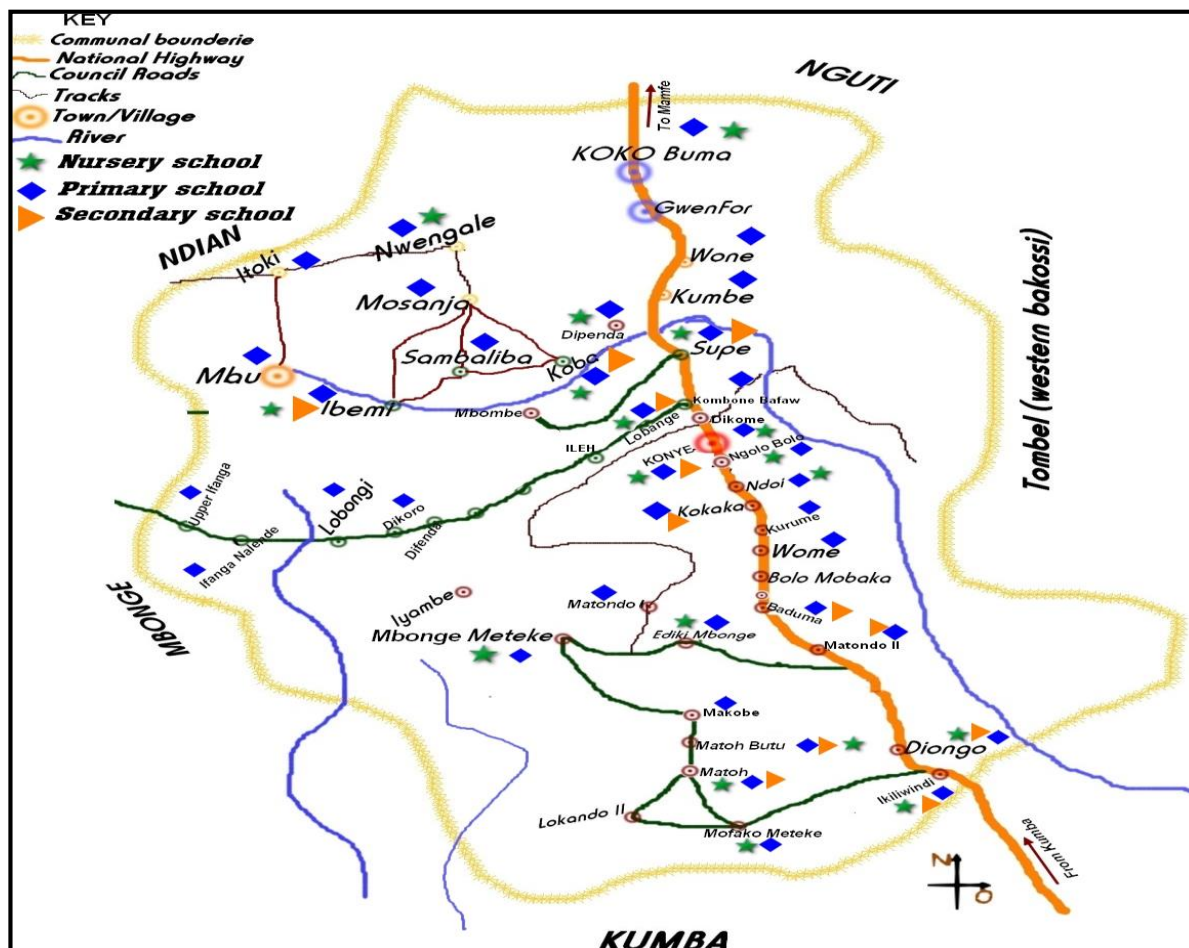 KEY
Communal bounderie
National Highway
Council Roads
Tracks
Town/Village
River
Nursery school
Primary school
Secondary school
NGUTI
To Mamfe
KOKO Buma
GwenFor
NDIAN
Nwengale
Itoki
Wone
Mosanja
Kumbe
Dipenda
Supe
Sambaliba
Koba
Mbu
Ibemi
Mbombe
Kombone Bafaw
Dikome
Lobange
Tombel (western bakossi)
ILEH
KONYE
Ngolo Bolo
Ndoi
Upper Ifanga
Lobongi
Dikoro
Difenda
Kokaka
Kurume
Ifanga Nalende
Wome
Bolo Mobaka
MBONGE
Iyambe
Matondo I
Baduma
Mbonge Meteke
Ediki Mbonge
Matondo II
Makobe
Matoh Butu
Diongo
Matoh
Ikiliwindi
Lokando II
Mofako Meteke
From Kumba
N
O
KUMBA